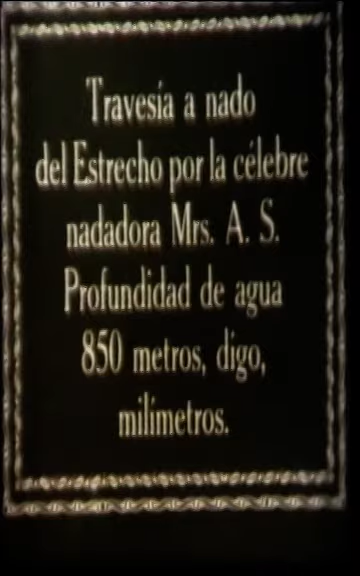 Travesía a nado
del Estrecho por la célebre
nadadora Mrs. A. S.
Profundidad de agua
850 metros, digo,
milímetros.